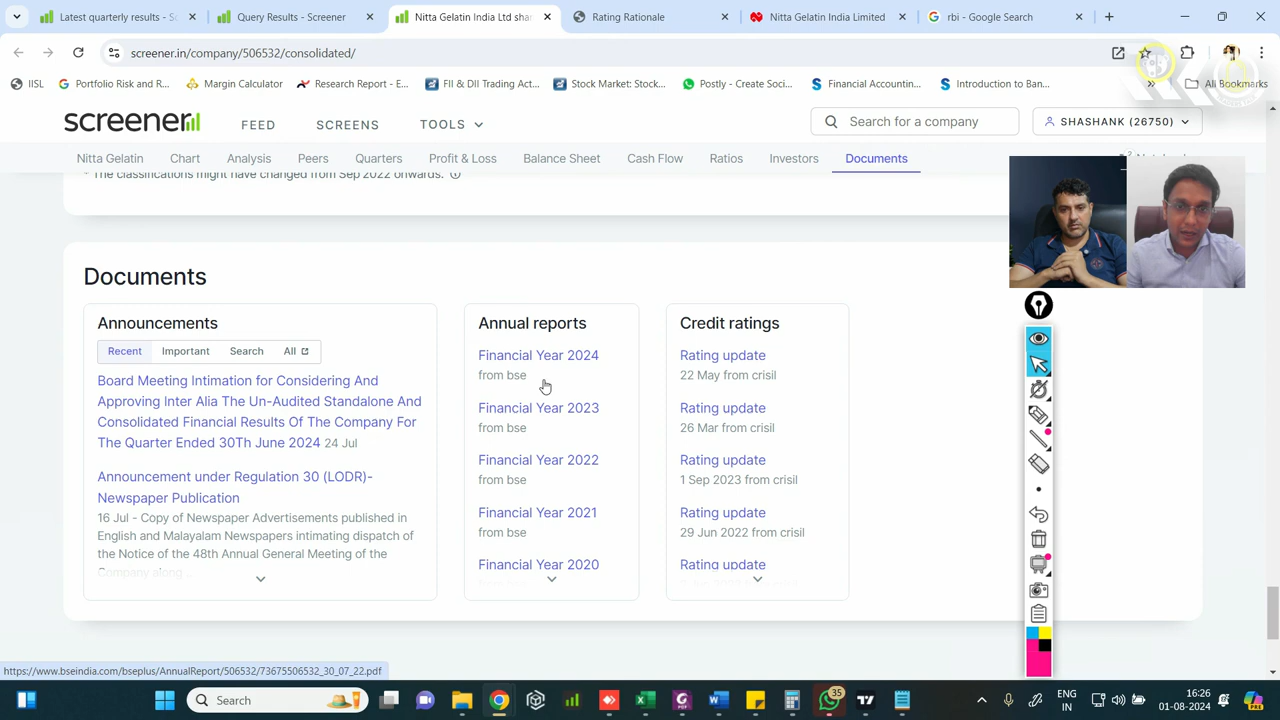 Latest quarterly results - Sc
Query Results - Screener
Nitta Gelatin India Ltd shar
Rating Rationale
Nitta Gelatin India Limited
rbi - Google Search
screener.in/company/506532/consolidated/
IISL
Portfolio Risk and R...
Margin Calculator
Research Report - E...
FII & DII Trading Act...
Stock Market: Stock...
Postly - Create Soci...
Financial Accountin...
Introduction to Ban...
All Bookmarks
screener
FEED
SCREENS
TOOLS
Search for a company
SHASHANK (26750)
Nitta Gelatin
Chart
Analysis
Peers
Quarters
Profit & Loss
Balance Sheet
Cash Flow
Ratios
Investors
Documents
* The classifications might have changed from Sep 2022 onwards.
Documents
Announcements
Recent
Important
Search
All
Board Meeting Intimation for Considering And
Approving Inter Alia The Un-Audited Standalone And
Consolidated Financial Results Of The Company For
The Quarter Ended 30Th June 2024 24 Jul
Announcement under Regulation 30 (LODR)-
Newspaper Publication
16 Jul - Copy of Newspaper Advertisements published in
English and Malayalam Newspapers intimating dispatch of
the Notice of the 48th Annual General Meeting of the
Company along ...
Annual reports
Financial Year 2024
from bse
Financial Year 2023
from bse
Financial Year 2022
from bse
Financial Year 2021
from bse
Financial Year 2020
Credit ratings
Rating update
22 May from crisil
Rating update
26 Mar from crisil
Rating update
1 Sep 2023 from crisil
Rating update
29 Jun 2022 from crisil
Rating update
https://www.bseindia.com/bseplus/AnnualReport/506532/73675506532_30_07_22.pdf
Search
35
ENG
IN
16:26
01-08-2024